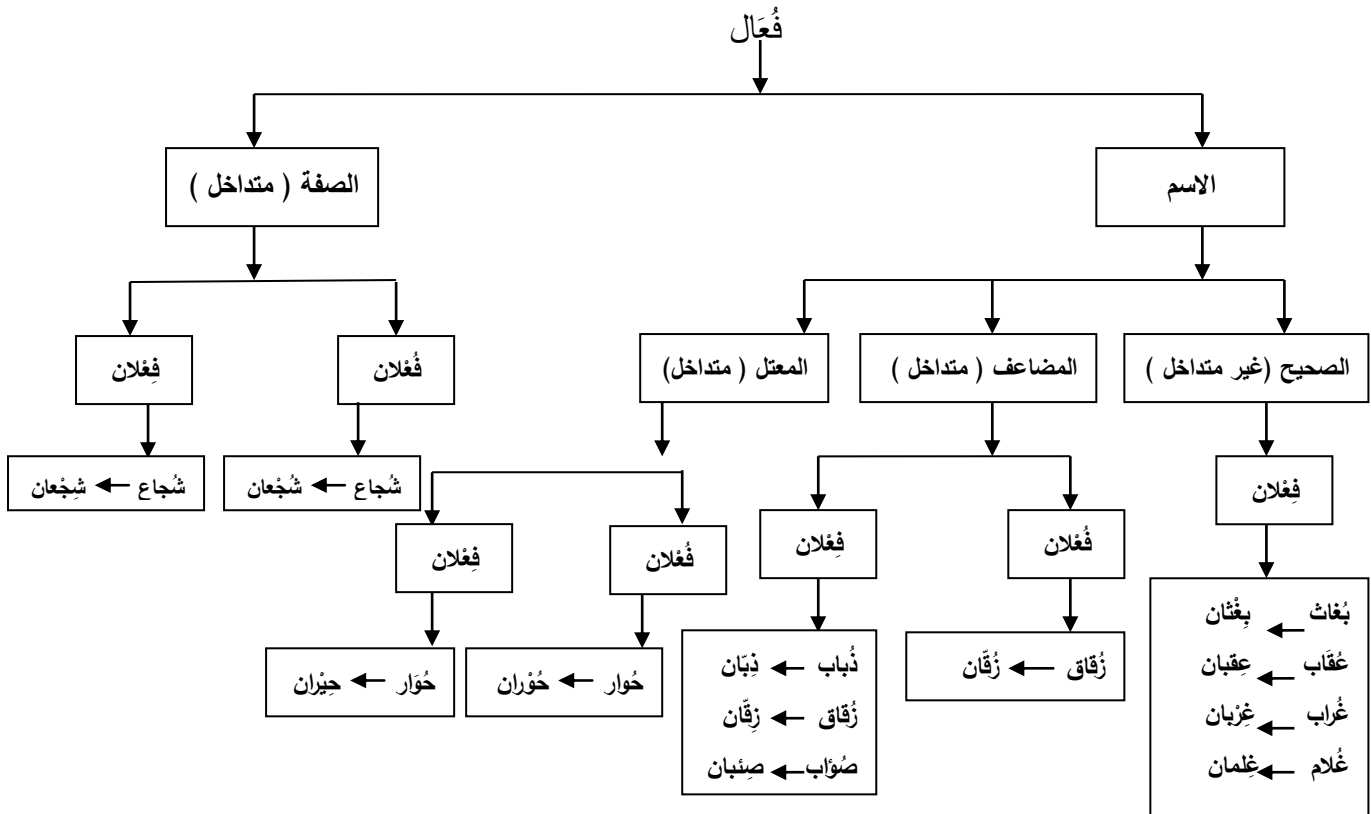 فُعَال
الاسم
الصفة ( متداخل )
الصحيح (غير متداخل )
المضاعف ( متداخل )
المعتل ( متداخل)
فُعْلان
فِعْلان
فِعْلان
فُعْلان
فِعْلان
فُعْلان
فِعْلان
شُجاع ← شُجْعان
شُجاع ← شِجْعان
بُغاث ← بِغْثان
عُقَاب ← عِقبان
غُراب ← غِرْبان
غُلام ← غِلمان
زُقاق ← زُقّان
ذُباب ← ذِبّان
زُقاق ← زِقّان
صُؤاب ← صِئبان
حُوار ← حُوْران
حُوَار ← حِيْران